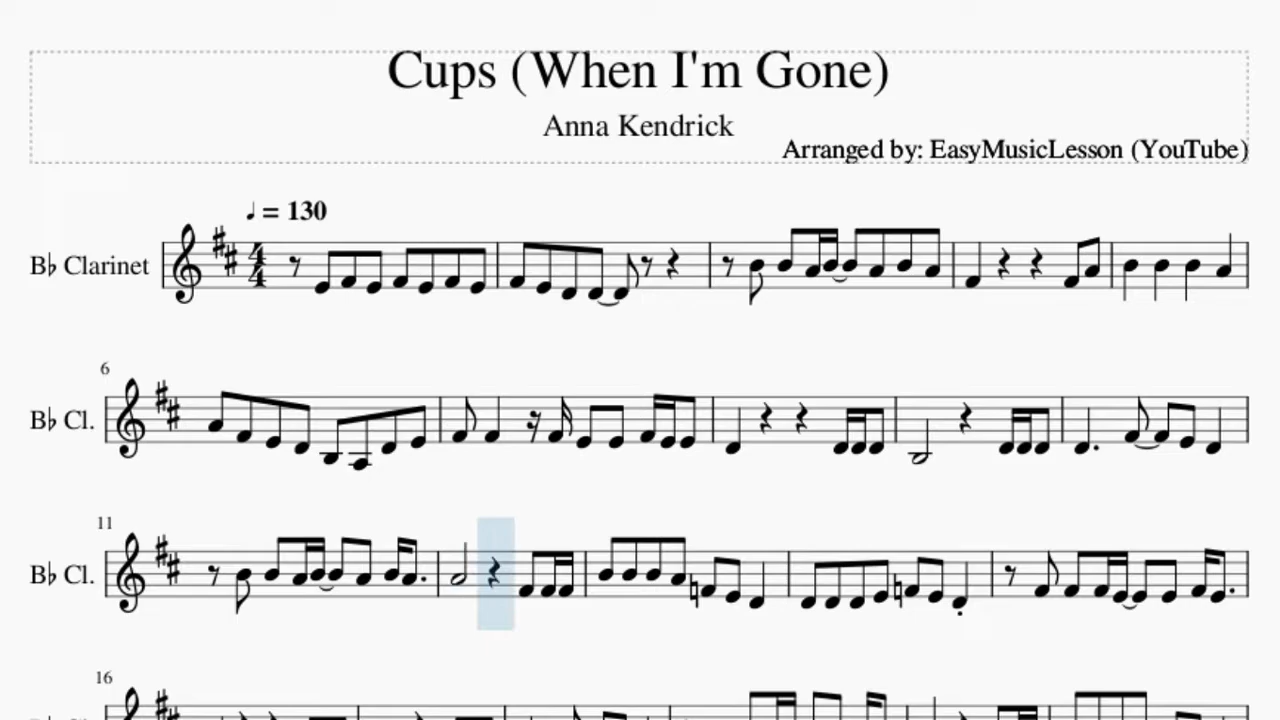 Cups (When I'm Gone)
Anna Kendrick
Arranged by: EasyMusicLesson (YouTube)
♩ = 130
B♭ Clarinet
4
4
6
B♭ Cl.
11
B♭ Cl.
16